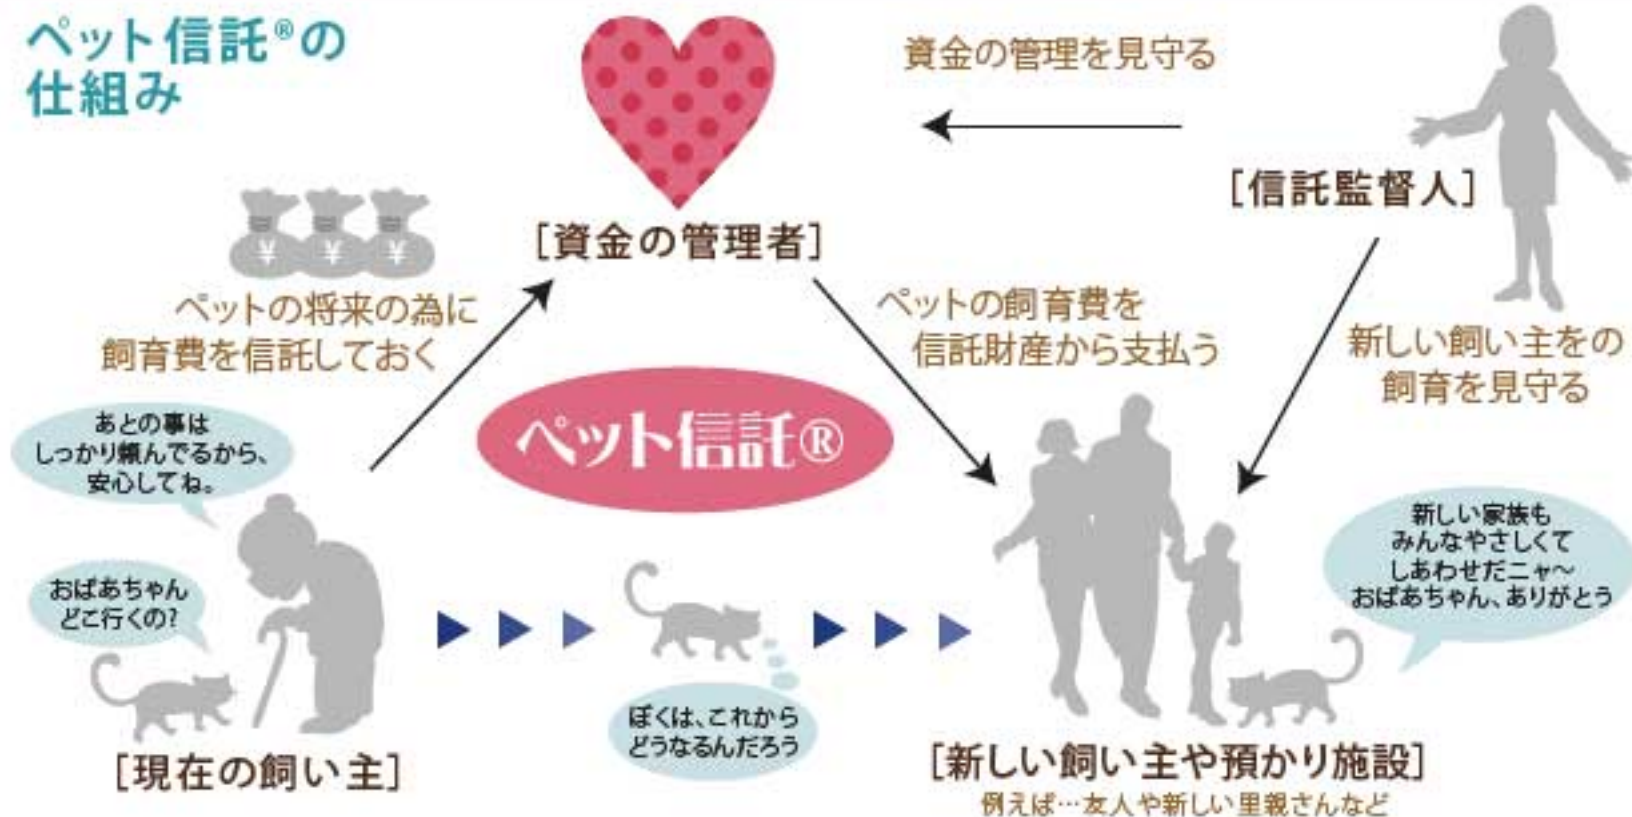 ペット信託®の
仕組み
資金の管理を見守る
[信託監督人]
[資金の管理者]
¥ ¥ ¥
ペットの将来の為に
飼育費を信託しておく
ペットの飼育費を
信託財産から支払う
新しい飼い主をの
飼育を見守る
ペット信託®
あとの事は
しっかり頼んでるから、
安心してね。
おばあちゃん
どこ行くの?
ぼくは、これから
どうなるんだろう
新しい家族も
みんなやさしくて
しあわせだニャ〜
おばあちゃん、ありがとう
[現在の飼い主]
[新しい飼い主や預かり施設]
例えば…友人や新しい里親さんなど